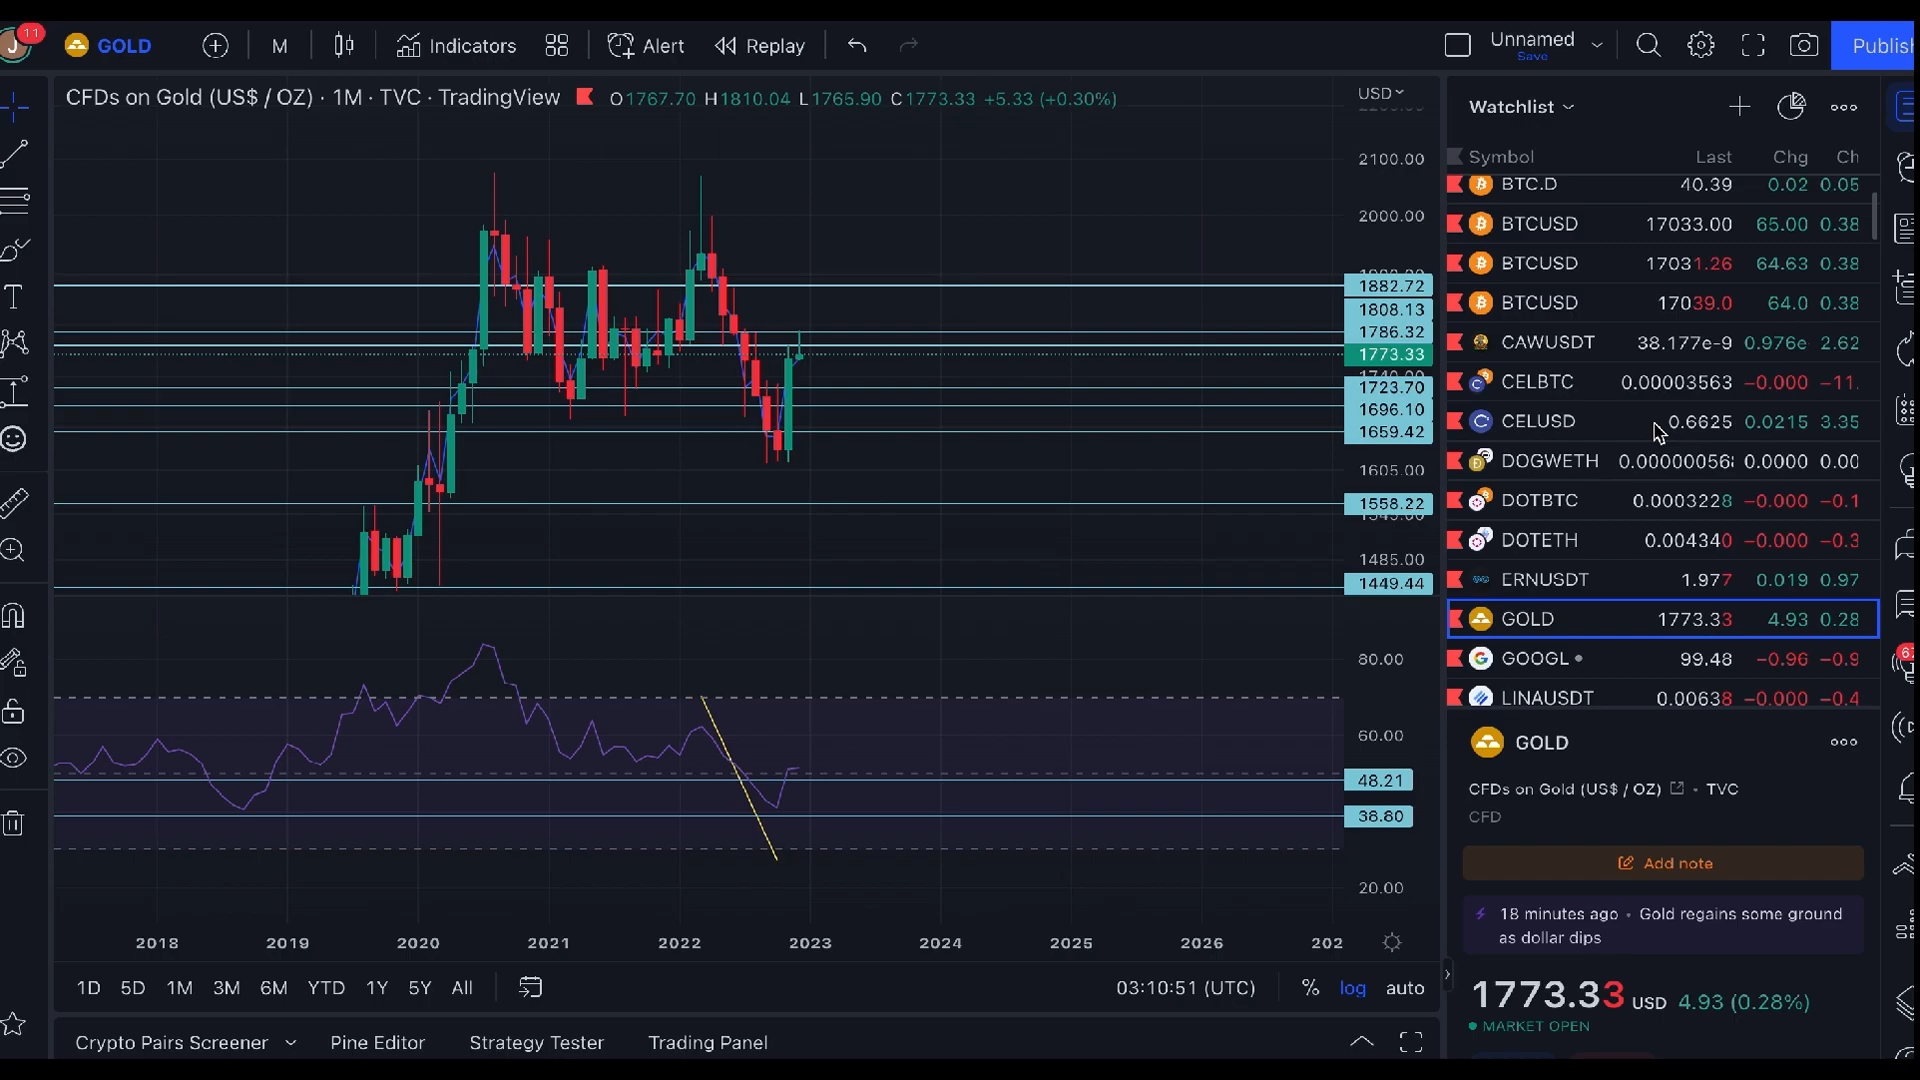 J 11 GOLD M Indicators Alert Replay Unnamed Save Publish
CFDs on Gold (US$ / OZ) · 1M · TVC · TradingView O1767.70 H1810.04 L1765.90 C1773.33 +5.33 (+0.30%)
USD
2100.00
2000.00
1882.72
1808.13
1786.32
1773.33
1740.00
1723.70
1696.10
1659.42
1605.00
1558.22
1485.00
1449.44
80.00
60.00
48.21
38.80
20.00
2018 2019 2020 2021 2022 2023 2024 2025 2026 202
1D 5D 1M 3M 6M YTD 1Y 5Y All 03:10:51 (UTC) % log auto
Crypto Pairs Screener Pine Editor Strategy Tester Trading Panel
Watchlist
Symbol Last Chg Ch
BTC.D 40.39 0.02 0.05
BTCUSD 17033.00 65.00 0.38
BTCUSD 17031.26 64.63 0.38
BTCUSD 17039.0 64.0 0.38
CAWUSDT 38.177e-9 0.976e 2.62
CELBTC 0.00003563 −0.000 −11.
CELUSD 0.6625 0.0215 3.35
DOGWETH 0.000000056 0.0000 0.00
DOTBTC 0.0003228 −0.000 −0.1
DOTETH 0.004340 −0.000 −0.3
ERNUSDT 1.977 0.019 0.97
GOLD 1773.33 4.93 0.28
GOOGL 99.48 −0.96 −0.9
LINAUSDT 0.00638 −0.000 −0.4
GOLD
CFDs on Gold (US$ / OZ) • TVC
CFD
Add note
18 minutes ago • Gold regains some ground
as dollar dips
1773.33 USD 4.93 (0.28%)
MARKET OPEN